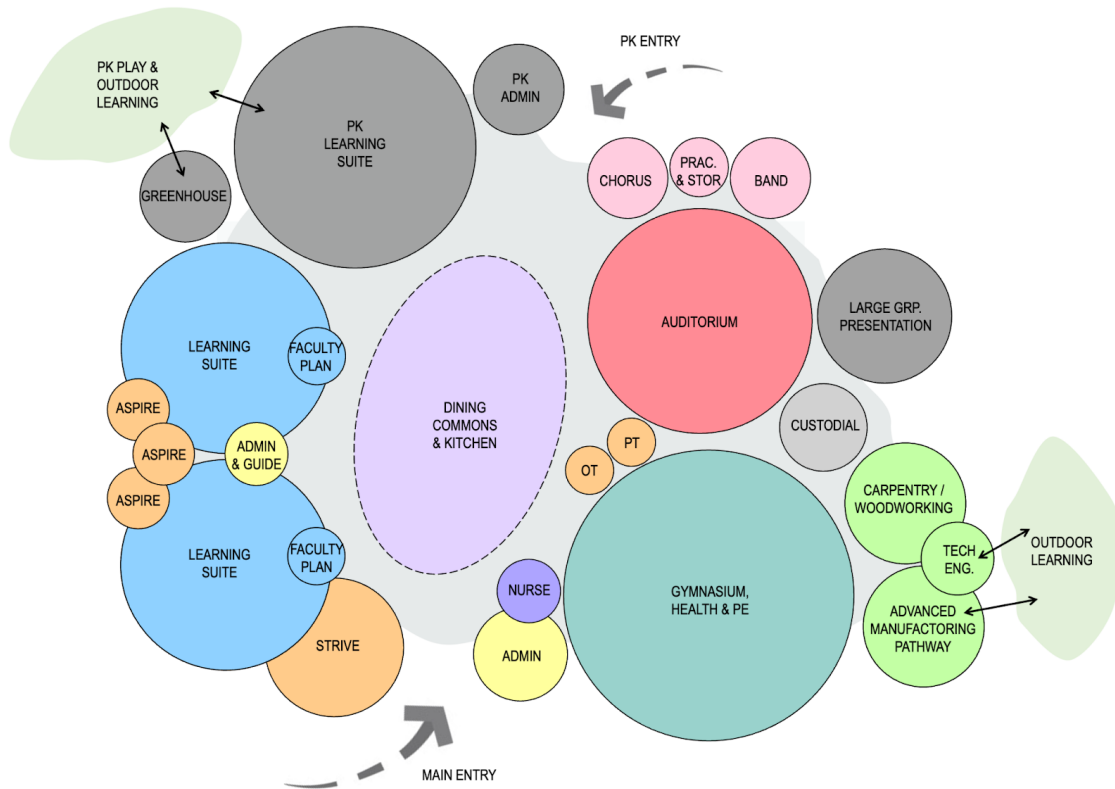 PK ENTRY
PK PLAY &
OUTDOOR
LEARNING
PK
ADMIN
PK
LEARNING
SUITE
GREENHOUSE
CHORUS
PRAC.
& STOR
BAND
AUDITORIUM
LARGE GRP.
PRESENTATION
LEARNING
SUITE
FACULTY
PLAN
ASPIRE
ASPIRE
ASPIRE
ADMIN
& GUIDE
DINING
COMMONS
& KITCHEN
CUSTODIAL
PT
OT
LEARNING
SUITE
FACULTY
PLAN
STRIVE
NURSE
ADMIN
GYMNASIUM,
HEALTH & PE
CARPENTRY /
WOODWORKING
TECH
ENG.
ADVANCED
MANUFACTORING
PATHWAY
OUTDOOR
LEARNING
MAIN ENTRY